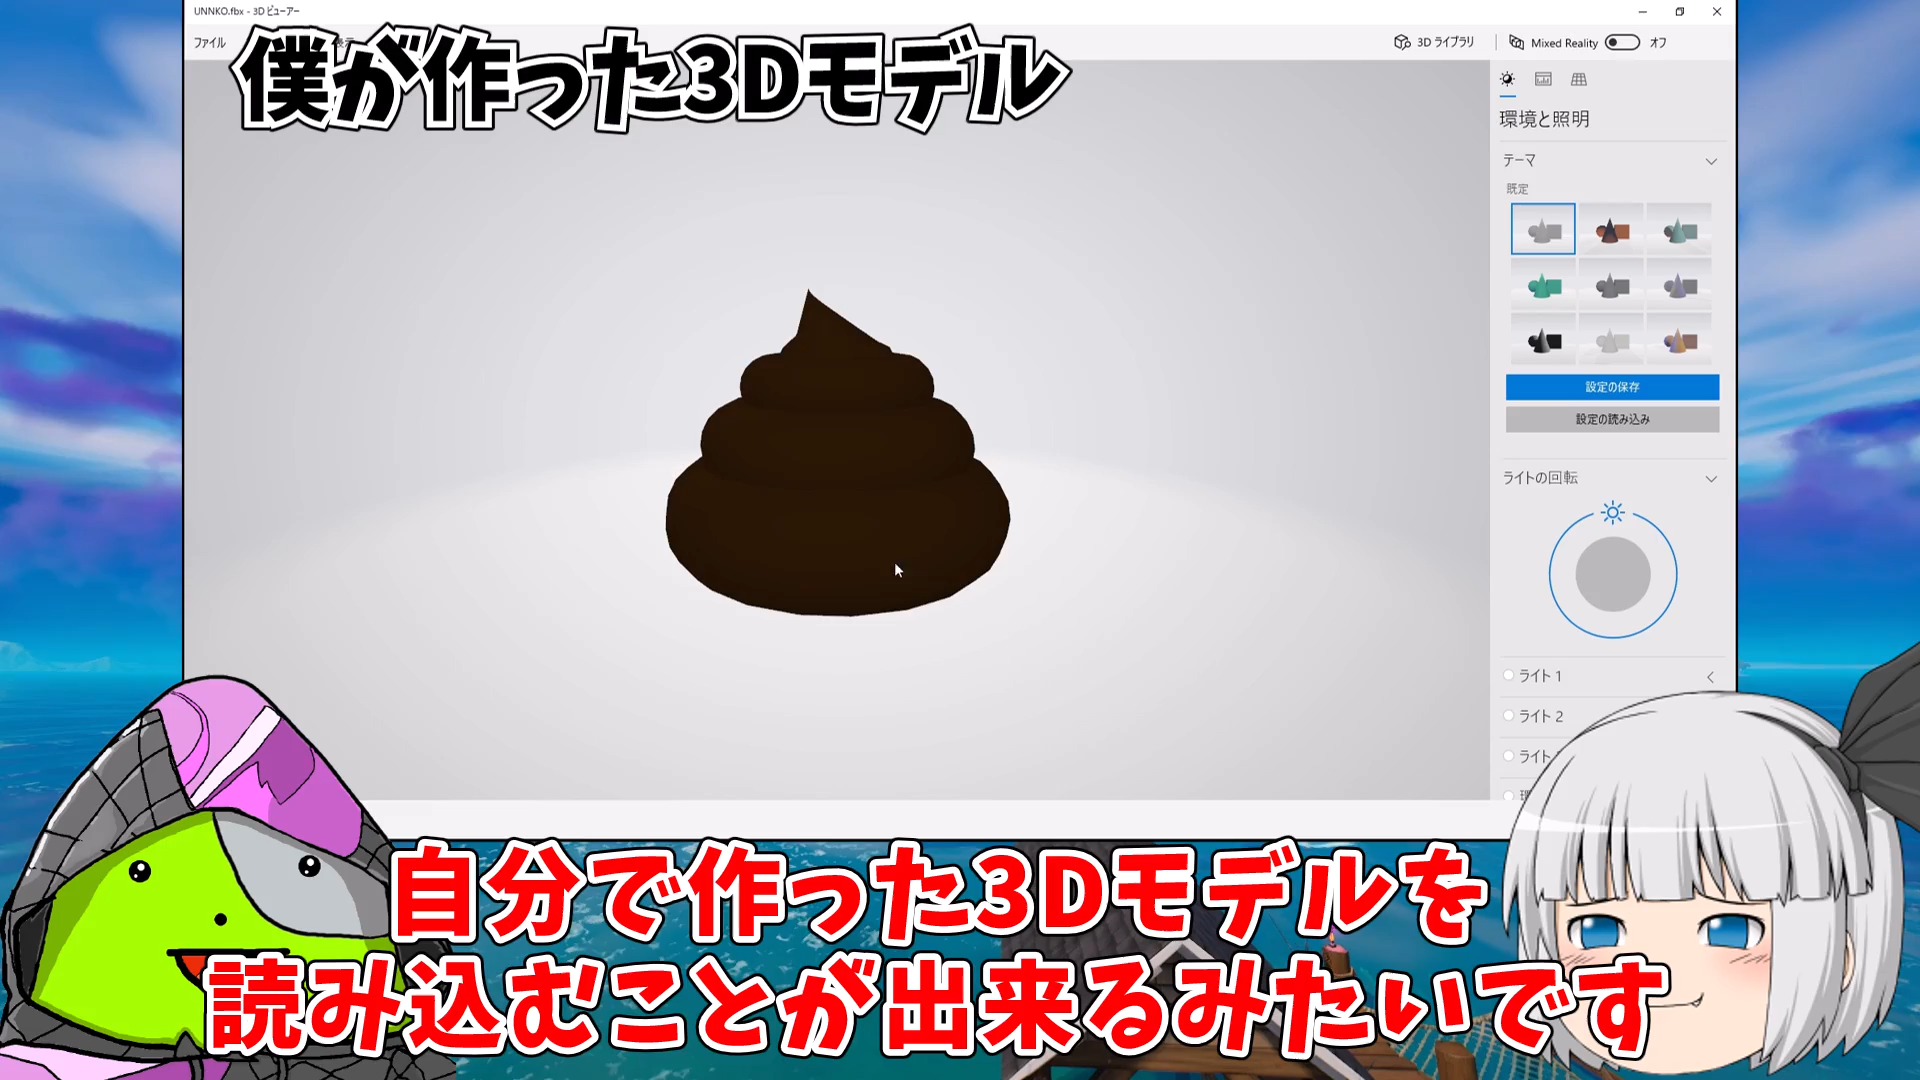 UNNKO.fbx - 3D ビューアー
ファイル
表示
3D ライブラリ
Mixed Reality
オフ
僕が作った3Dモデル
環境と照明
テーマ
既定
設定の保存
設定の読み込み
ライトの回転
ライト 1
ライト 2
ライト
自分で作った3Dモデルを
読み込むことが出来るみたいです